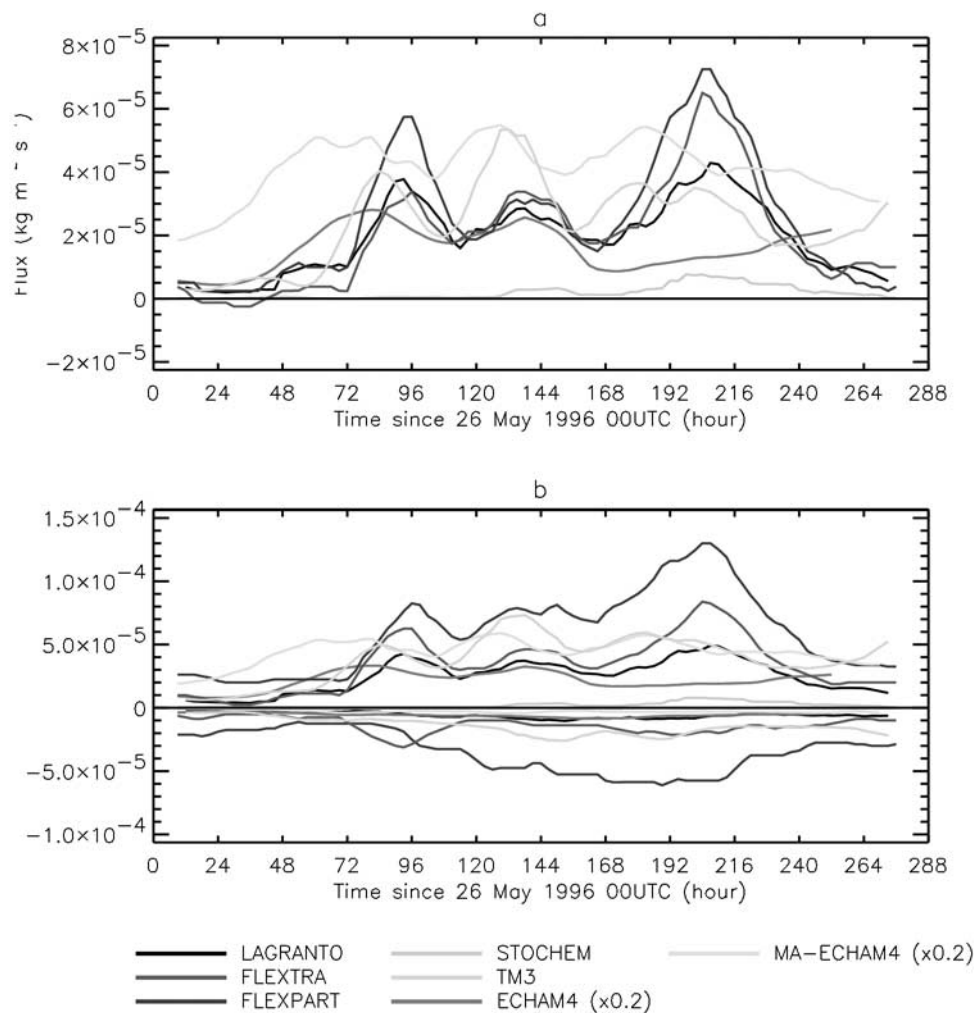 a
8×10⁻⁵
6×10⁻⁵
4×10⁻⁵
2×10⁻⁵
0
−2×10⁻⁵
Flux (kg m⁻ s⁻)
0 24 48 72 96 120 144 168 192 216 240 264 288
Time since 26 May 1996 00UTC (hour)
b
1.5×10⁻⁴
1.0×10⁻⁴
5.0×10⁻⁵
0
−5.0×10⁻⁵
−1.0×10⁻⁴
0 24 48 72 96 120 144 168 192 216 240 264 288
Time since 26 May 1996 00UTC (hour)
LAGRANTO STOCHEM MA−ECHAM4 (x0.2)
FLEXTRA TM3
FLEXPART ECHAM4 (x0.2)